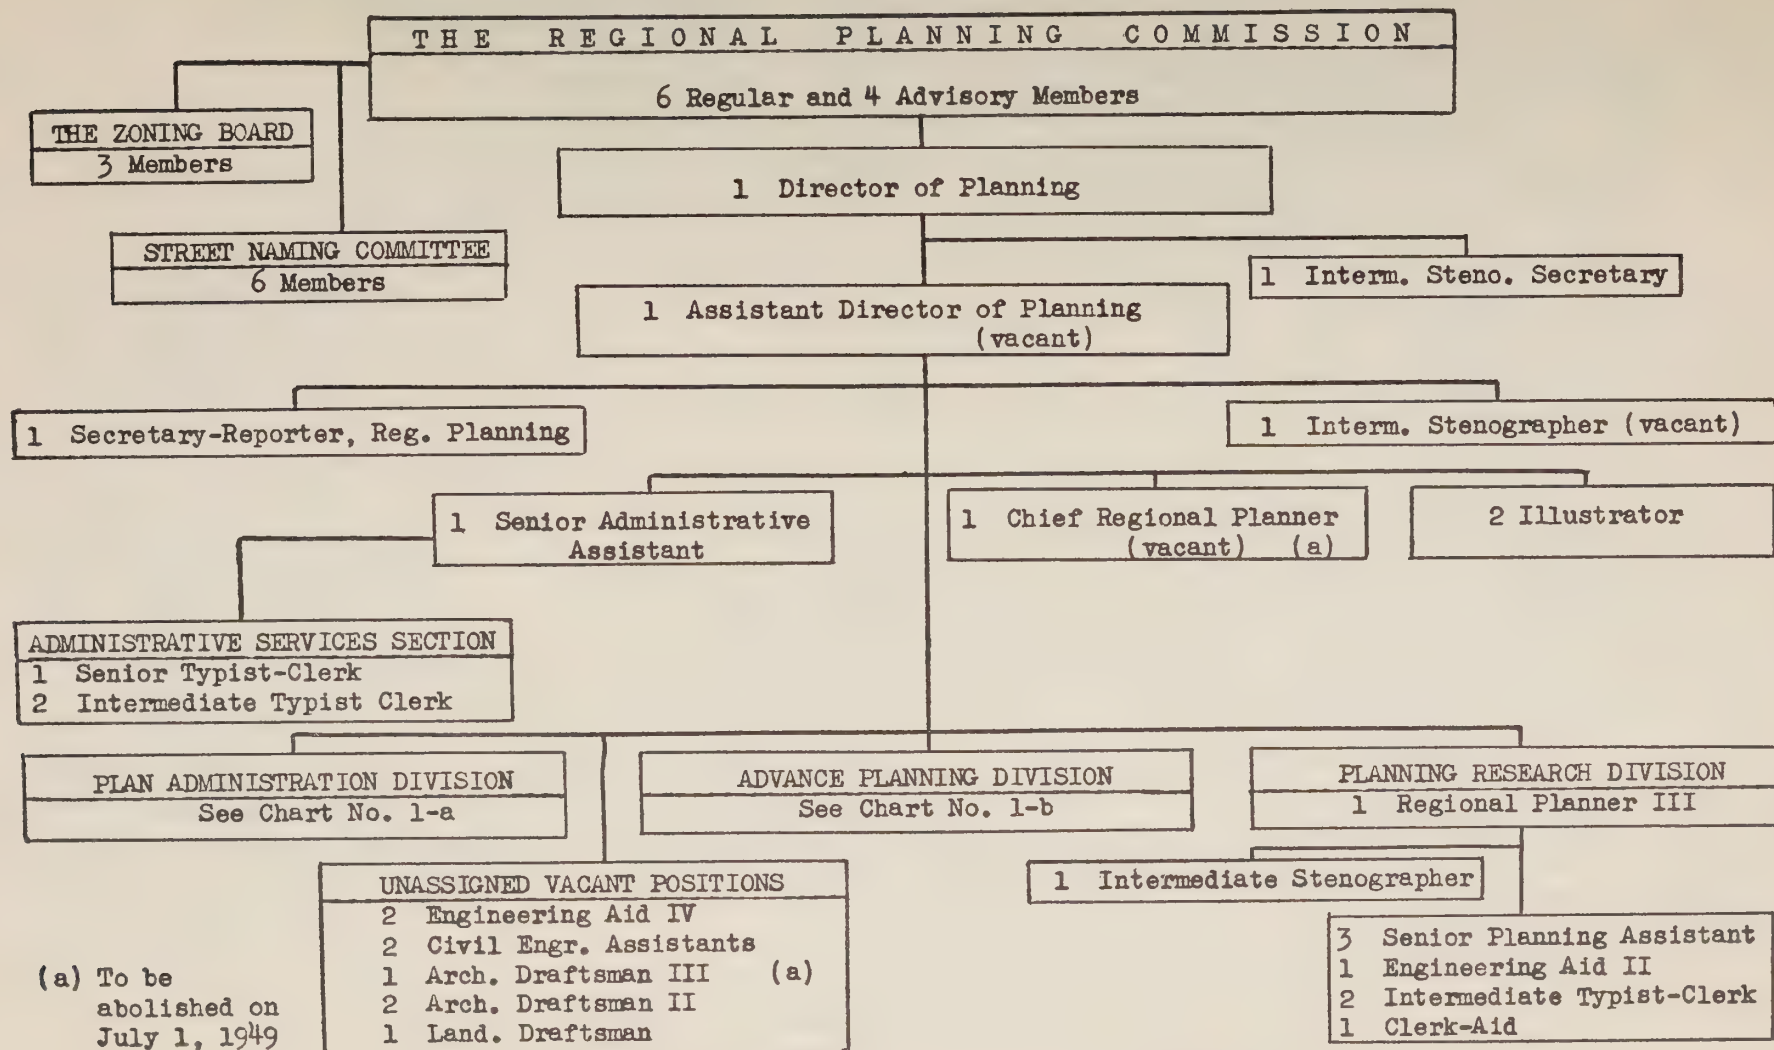 THE REGIONAL PLANNING COMMISSION
6 Regular and 4 Advisory Members
THE ZONING BOARD
3 Members
1 Director of Planning
STREET NAMING COMMITTEE
6 Members
1 Interm. Steno. Secretary
1 Assistant Director of Planning
(vacant)
1 Secretary-Reporter, Reg. Planning
1 Interm. Stenographer (vacant)
1 Senior Administrative
Assistant
1 Chief Regional Planner
(vacant) (a)
2 Illustrator
ADMINISTRATIVE SERVICES SECTION
1 Senior Typist-Clerk
2 Intermediate Typist Clerk
PLAN ADMINISTRATION DIVISION
See Chart No. 1-a
ADVANCE PLANNING DIVISION
See Chart No. 1-b
PLANNING RESEARCH DIVISION
1 Regional Planner III
1 Intermediate Stenographer
UNASSIGNED VACANT POSITIONS
2 Engineering Aid IV
2 Civil Engr. Assistants
1 Arch. Draftsman III (a)
2 Arch. Draftsman II
1 Land. Draftsman
3 Senior Planning Assistant
1 Engineering Aid II
2 Intermediate Typist-Clerk
1 Clerk-Aid
(a) To be
abolished on
July 1, 1949